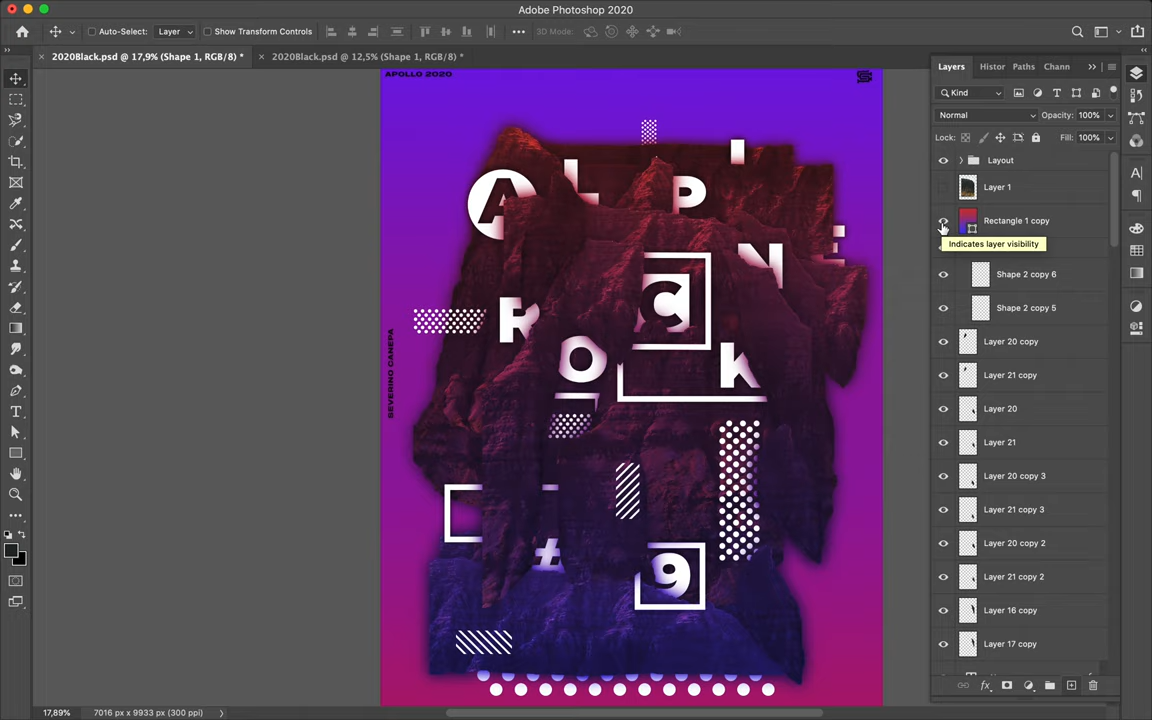 Adobe Photoshop 2020
Auto-Select: Layer Show Transform Controls 3D Mode:
2020Black.psd @ 17,9% (Shape 1, RGB/8) * 2020Black.psd @ 12,5% (Shape 1, RGB/8) *
Layers Histor Paths Chann
Kind
Normal Opacity: 100%
Lock: Fill: 100%
Layout
Layer 1
Rectangle 1 copy
Indicates layer visibility
Shape 2 copy 6
Shape 2 copy 5
Layer 20 copy
Layer 21 copy
Layer 20
Layer 21
Layer 20 copy 3
Layer 21 copy 3
Layer 20 copy 2
Layer 21 copy 2
Layer 16 copy
Layer 17 copy
APOLLO 2020
SEVERINO CANEPA
A L P I N E
R O C K
# 9
17,89% 7016 px x 9933 px (300 ppi)